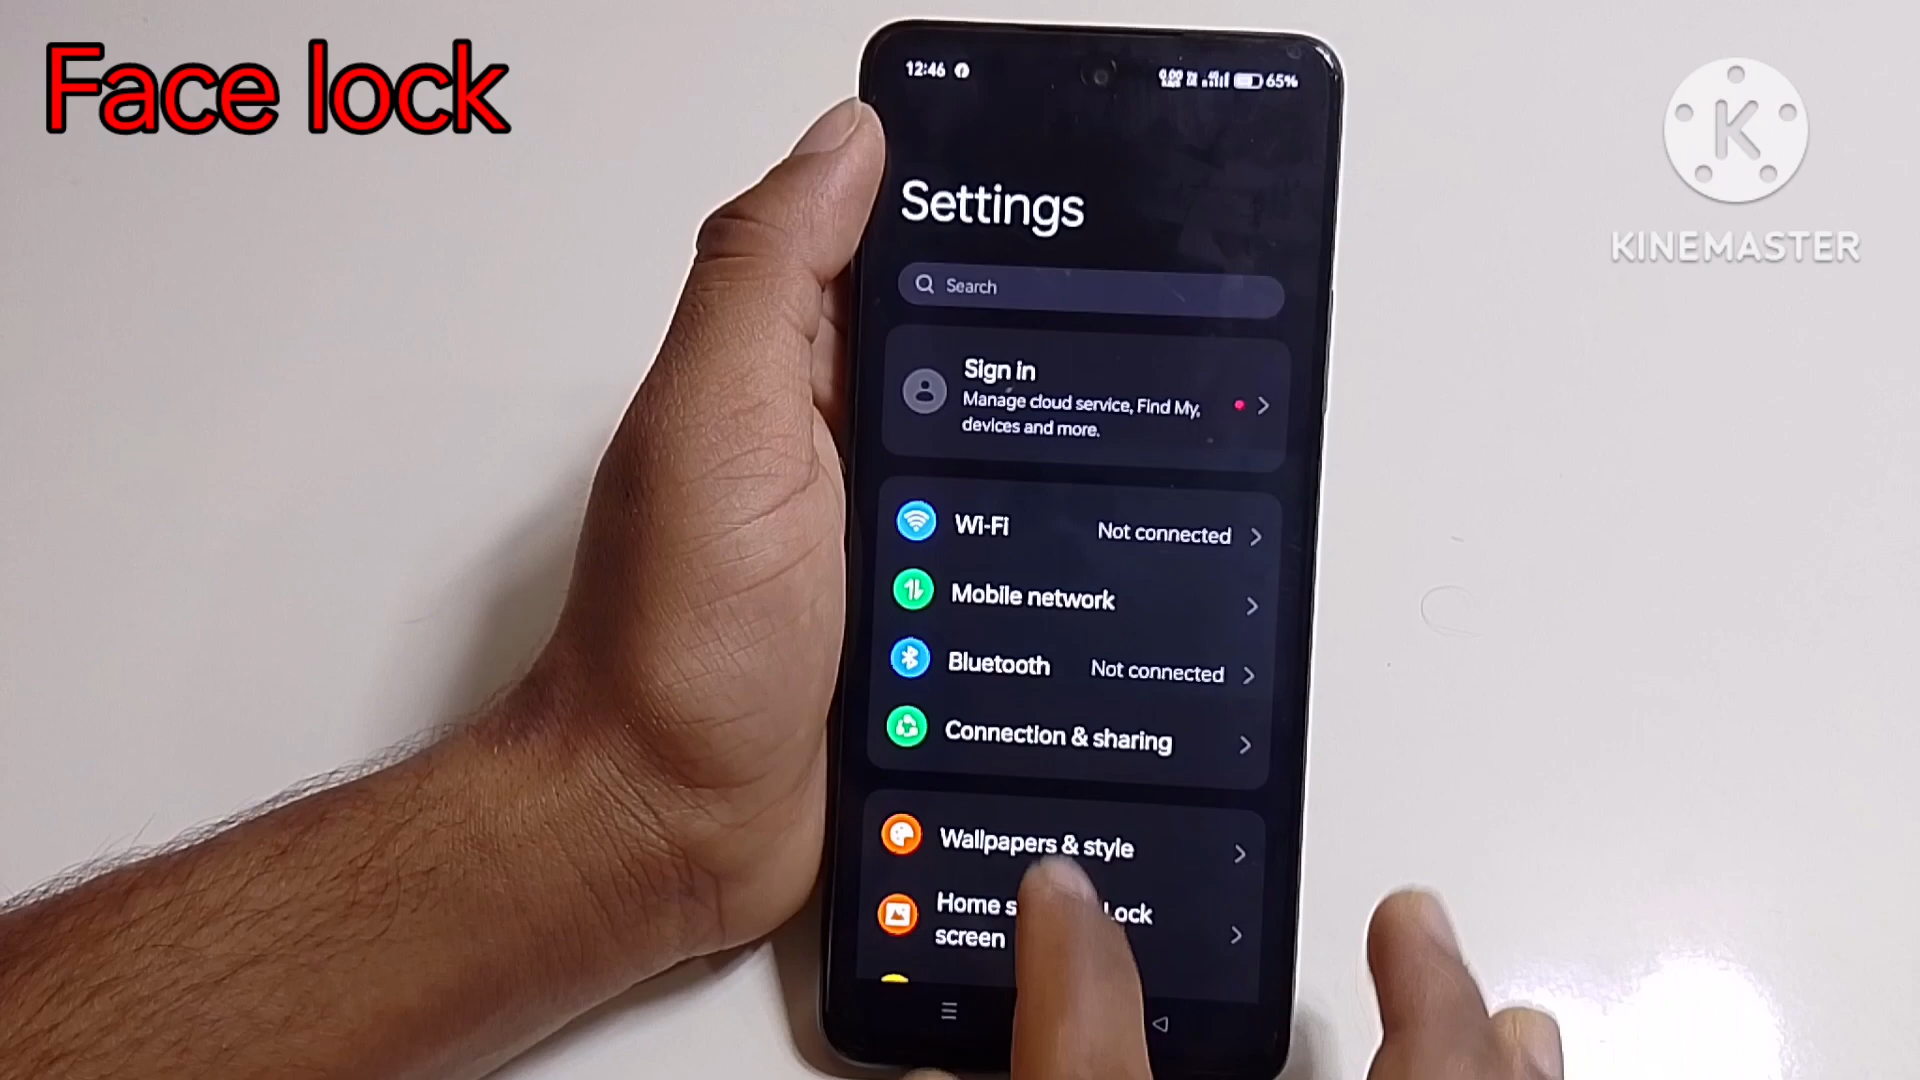 Face lock
12:46
65%
K
KINEMASTER
Settings
Search
Sign in
Manage cloud service, Find My,
devices and more.
Wi-Fi Not connected
Mobile network
Bluetooth Not connected
Connection & sharing
Wallpapers & style
Home Lock
screen